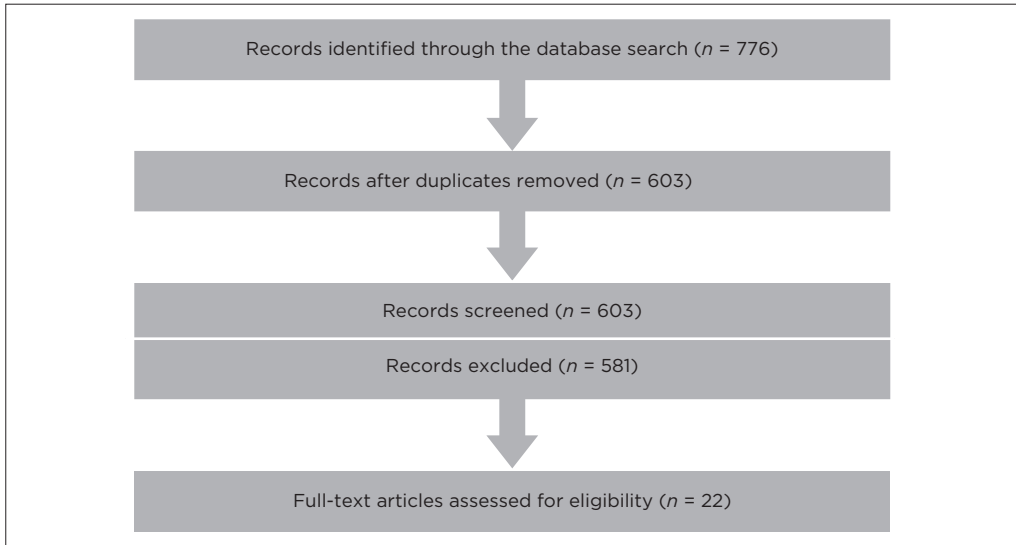 Records identified through the database search (n = 776)
Records after duplicates removed (n = 603)
Records screened (n = 603)
Records excluded (n = 581)
Full-text articles assessed for eligibility (n = 22)